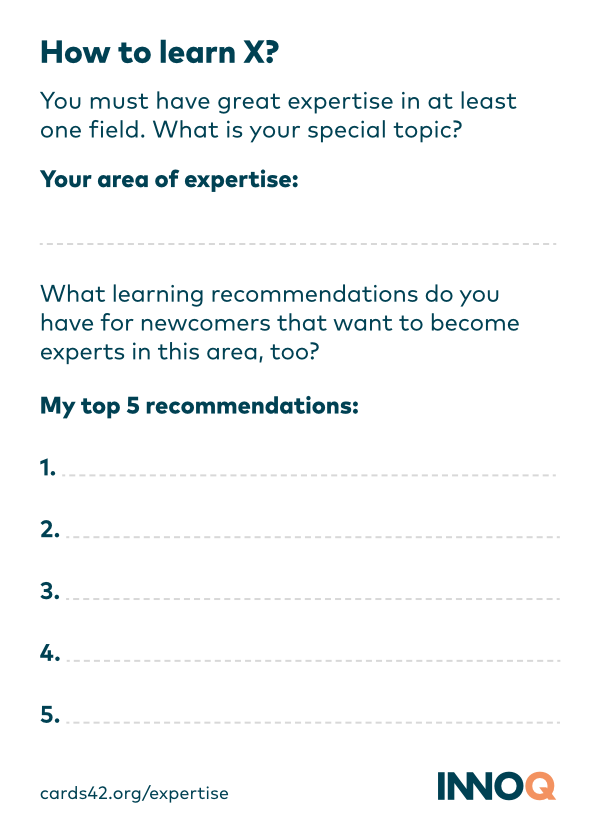 How to learn X?
You must have great expertise in at least
one field. What is your special topic?
Your area of expertise:
What learning recommendations do you
have for newcomers that want to become
experts in this area, too?
My top 5 recommendations:
1.
2.
3.
4.
5.
cards42.org/expertise
INNOQ